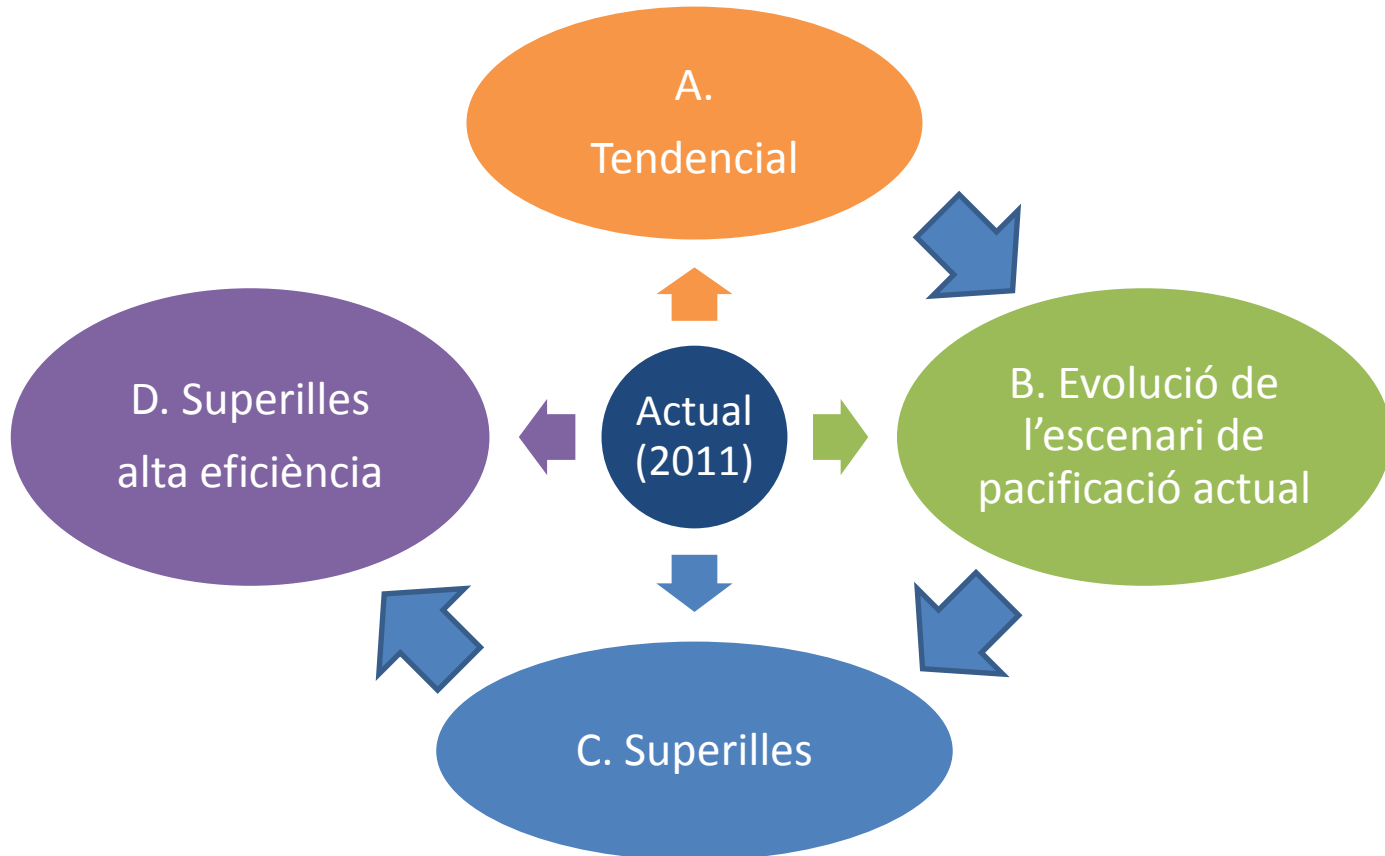 A.
Tendencial
D. Superilles
alta eficiència
Actual
(2011)
B. Evolució de
l’escenari de
pacificació actual
C. Superilles